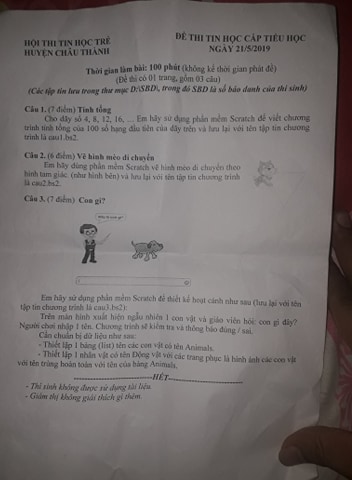 HỘI THI TIN HỌC TRẺ
HUYỆN CHÂU THÀNH
ĐỀ THI TIN HỌC CẤP TIỂU HỌC
NGÀY 21/5/2019
Thời gian làm bài: 100 phút (không kể thời gian phát đề)
(Đề thi có 01 trang, gồm 03 câu)
(Các tệp tin lưu trong thư mục D:\SBD\, trong đó SBD là số báo danh của thí sinh)
Câu 1. (7 điểm) Tính tổng
Cho dãy số 4, 8, 12, 16, ... Em hãy sử dụng phần mềm Scratch để viết chương
trình tính tổng của 100 số hạng đầu tiên của dãy trên và lưu lại với tên tập tin chương
trình là cau1.bs2.
Câu 2. (6 điểm) Vẽ hình mèo di chuyển
Em hãy dùng phần mềm Scratch vẽ hình mèo di chuyển theo
hình tam giác. (như hình bên) và lưu lại với tên tập tin chương trình
là cau2.bs2.
Câu 3. (7 điểm) Con gì?
Em hãy sử dụng phần mềm Scratch để thiết kế hoạt cảnh như sau (lưu lại với tên
tập tin chương trình là cau3.bs2):
Trên màn hình xuất hiện ngẫu nhiên 1 con vật và giáo viên hỏi: con gì đây?
Người chơi nhập 1 tên. Chương trình sẽ kiểm tra và thông báo đúng / sai.
Cần chuẩn bị dữ liệu như sau:
- Thiết lập 1 bảng (list) tên các con vật có tên Animals.
- Thiết lập 1 nhân vật có tên Động vật với các trang phục là hình ảnh các con vật
với tên trùng hoàn toàn với tên của bảng Animals.
HẾT
- Thí sinh không được sử dụng tài liệu.
- Giám thị không giải thích gì thêm.